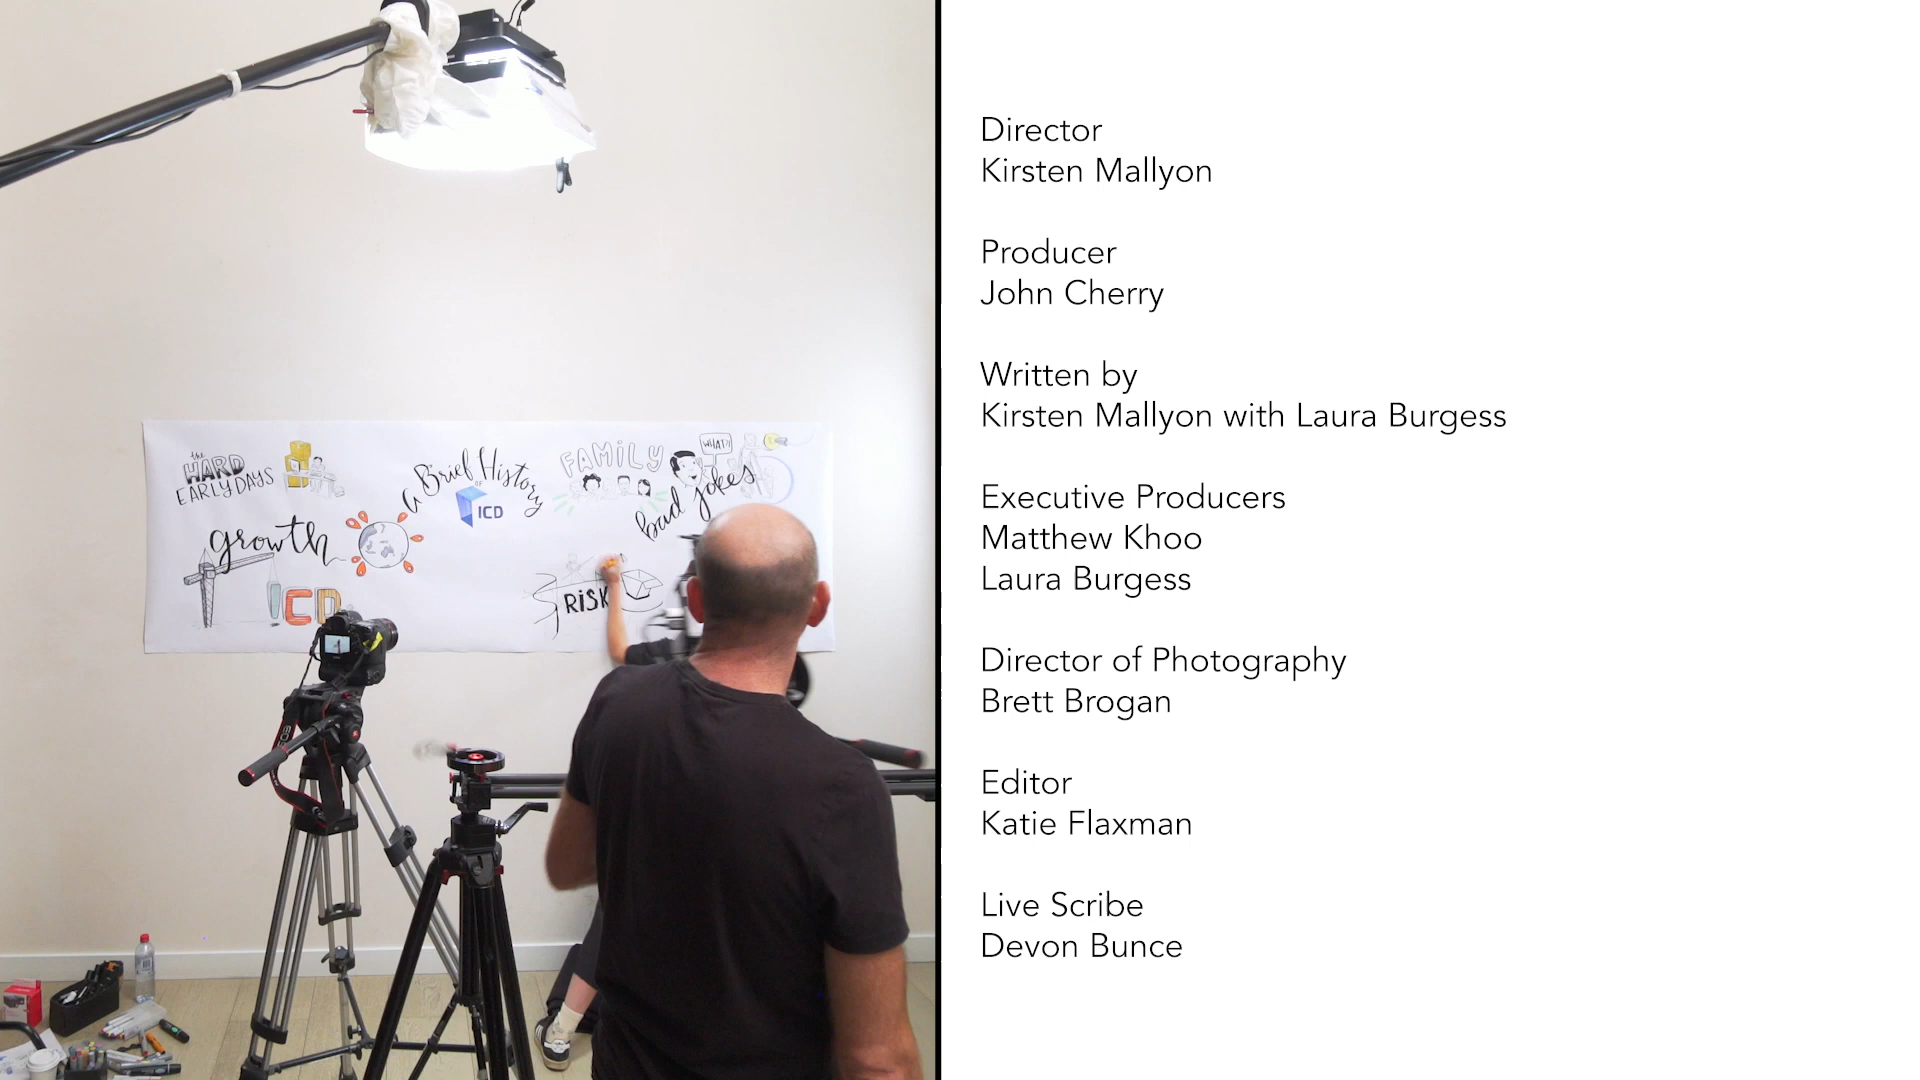 the
HARD
EARLY DAYS
growth
ICD
a Brief History
OF
ICD
FAMiLY
WHAT?!
bad jokes
RiSK
Director
Kirsten Mallyon
Producer
John Cherry
Written by
Kirsten Mallyon with Laura Burgess
Executive Producers
Matthew Khoo
Laura Burgess
Director of Photography
Brett Brogan
Editor
Katie Flaxman
Live Scribe
Devon Bunce